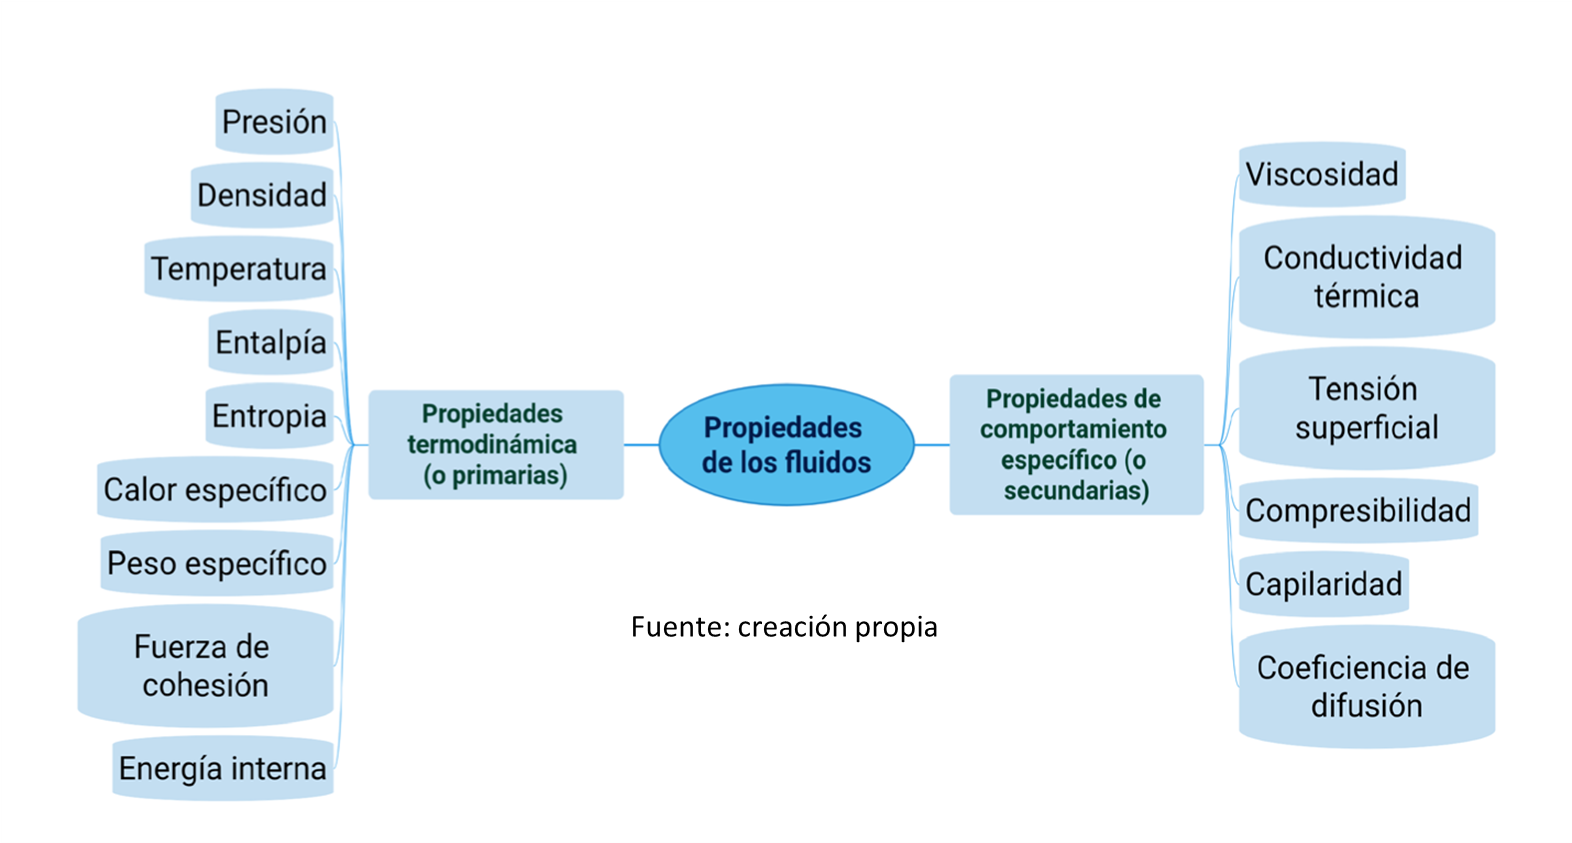 Propiedades
de los fluidos
Propiedades
termodinámica
(o primarias)
Presión
Densidad
Temperatura
Entalpía
Entropia
Calor específico
Peso específico
Fuerza de
cohesión
Energía interna
Propiedades de
comportamiento
específico (o
secundarias)
Viscosidad
Conductividad
térmica
Tensión
superficial
Compresibilidad
Capilaridad
Coeficiencia de
difusión
Fuente: creación propia